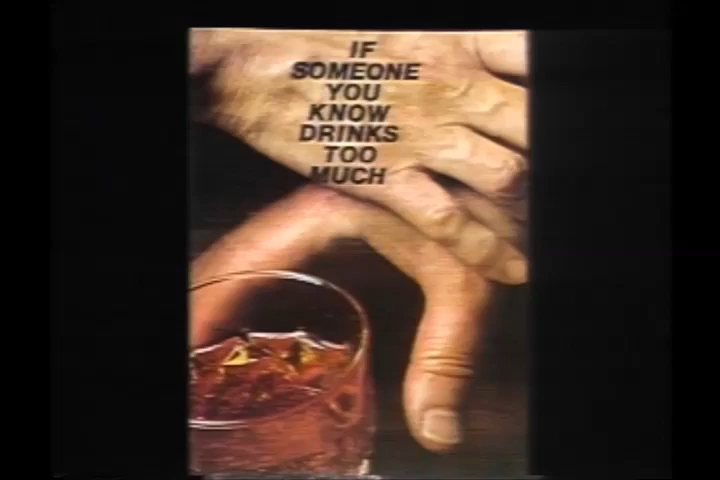 IF
SOMEONE
YOU
KNOW
DRINKS
TOO
MUCH